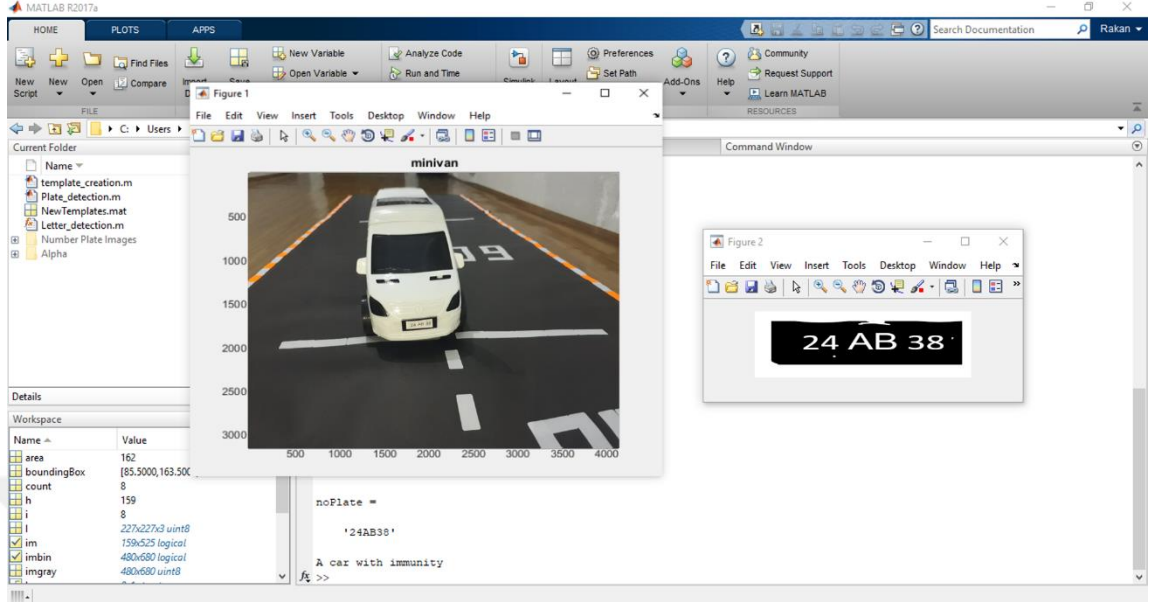 MATLAB R2017a
HOME PLOTS APPS Search Documentation Rakan
New Script
New
Open
Find Files
Compare
FILE
New Variable
Open Variable
Analyze Code
Run and Time
Preferences
Set Path
Add-Ons
Help
Community
Request Support
Learn MATLAB
RESOURCES
C: Users
Current Folder
Name
template_creation.m
Plate_detection.m
NewTemplates.mat
Letter_detection.m
Number Plate Images
Alpha
Details
Workspace
Name Value
area 162
boundingBox [85.5000,163.500
count 8
h 159
i 8
I 227x227x3 uint8
im 159x525 logical
imbin 480x680 logical
imgray 480x680 uint8
Figure 1
File Edit View Insert Tools Desktop Window Help
minivan
500
1000
1500
2000
2500
3000
24 AB 38
500 1000 1500 2000 2500 3000 3500 4000
Command Window
Figure 2
File Edit View Insert Tools Desktop Window Help
24 AB 38
noPlate =
'24AB38'
A car with immunity
fx >>